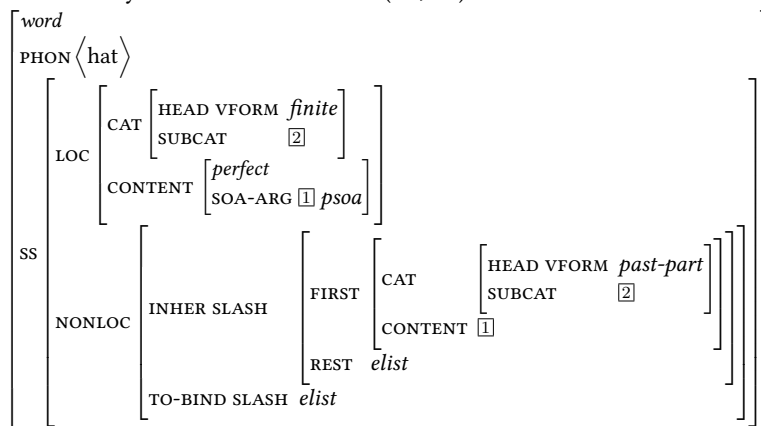 word
PHON ⟨hat⟩
SS
LOC
CAT
HEAD VFORM finite
SUBCAT 2
CONTENT
perfect
SOA-ARG 1 psoa
NONLOC
INHER SLASH
FIRST
CAT
HEAD VFORM past-part
SUBCAT 2
CONTENT 1
REST elist
TO-BIND SLASH elist